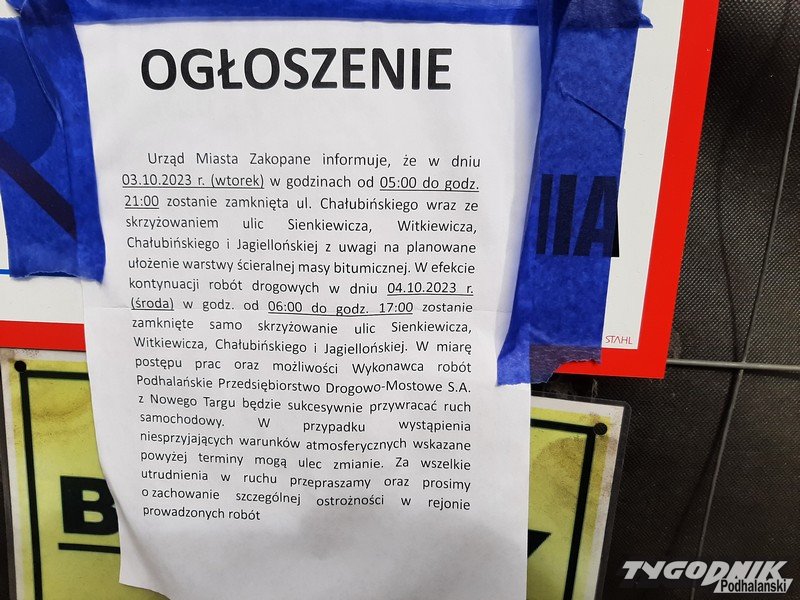 OGŁOSZENIE
Urząd Miasta Zakopane informuje, że w dniu
03.10.2023 r. (wtorek) w godzinach od 05:00 do godz.
21:00 zostanie zamknięta ul. Chałubińskiego wraz ze
skrzyżowaniem ulic Sienkiewicza, Witkiewicza,
Chałubińskiego i Jagiellońskiej z uwagi na planowane
ułożenie warstwy ścieralnej masy bitumicznej. W efekcie
kontynuacji robót drogowych w dniu 04.10.2023 r.
(środa) w godz. od 06:00 do godz. 17:00 zostanie
zamknięte samo skrzyżowanie ulic Sienkiewicza,
Witkiewicza, Chałubińskiego i Jagiellońskiej. W miarę
postępu prac oraz możliwości Wykonawca robót
Podhalańskie Przedsiębiorstwo Drogowo-Mostowe S.A.
z Nowego Targu będzie sukcesywnie przywracać ruch
samochodowy. W przypadku wystąpienia
niesprzyjających warunków atmosferycznych wskazane
powyżej terminy mogą ulec zmianie. Za wszelkie
utrudnienia w ruchu przepraszamy oraz prosimy
o zachowanie szczególnej ostrożności w rejonie
prowadzonych robót
STAHL
TYGODNIK
Podhalański